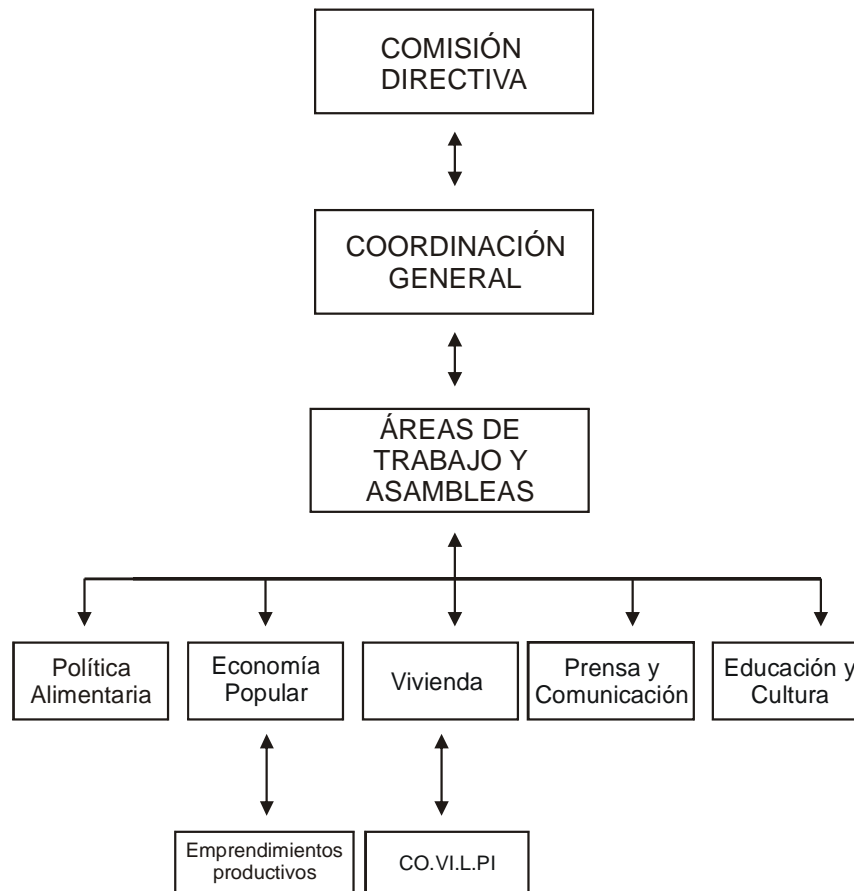 COMISIÓN
DIRECTIVA
COORDINACIÓN
GENERAL
ÁREAS DE
TRABAJO Y
ASAMBLEAS
Política
Alimentaria
Economía
Popular
Vivienda
Prensa y
Comunicación
Educación y
Cultura
Emprendimientos
productivos
CO.VI.L.PI